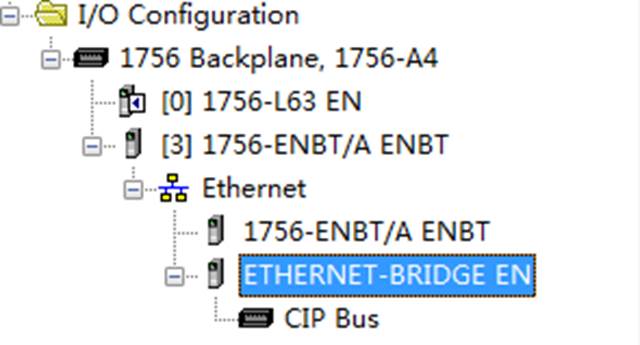 I/O Configuration
1756 Backplane, 1756-A4
[0] 1756-L63 EN
[3] 1756-ENBT/A ENBT
Ethernet
1756-ENBT/A ENBT
ETHERNET-BRIDGE EN
CIP Bus